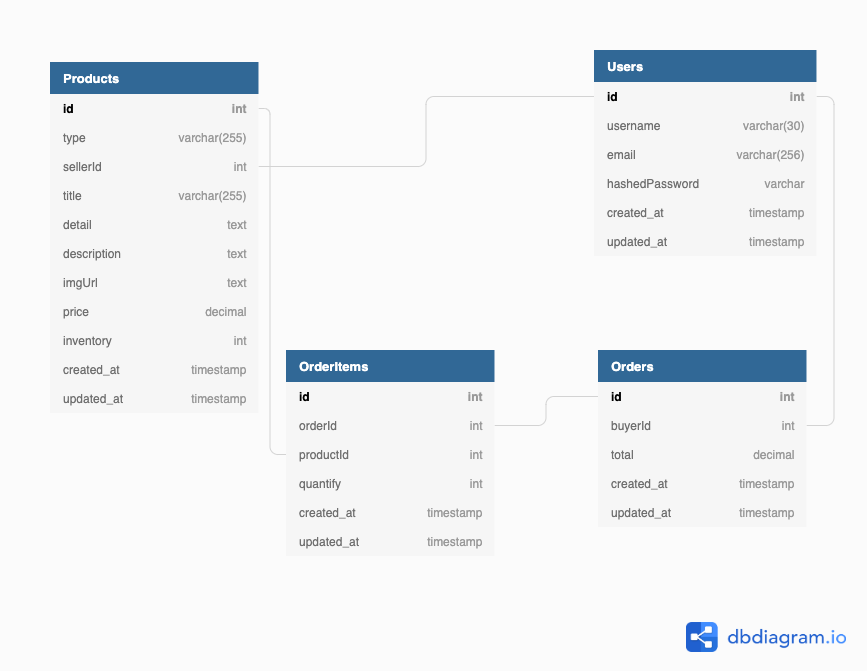 Products
id int
type varchar(255)
sellerId int
title varchar(255)
detail text
description text
imgUrl text
price decimal
inventory int
created_at timestamp
updated_at timestamp
Users
id int
username varchar(30)
email varchar(256)
hashedPassword varchar
created_at timestamp
updated_at timestamp
OrderItems
id int
orderId int
productId int
quantify int
created_at timestamp
updated_at timestamp
Orders
id int
buyerId int
total decimal
created_at timestamp
updated_at timestamp
dbdiagram.io